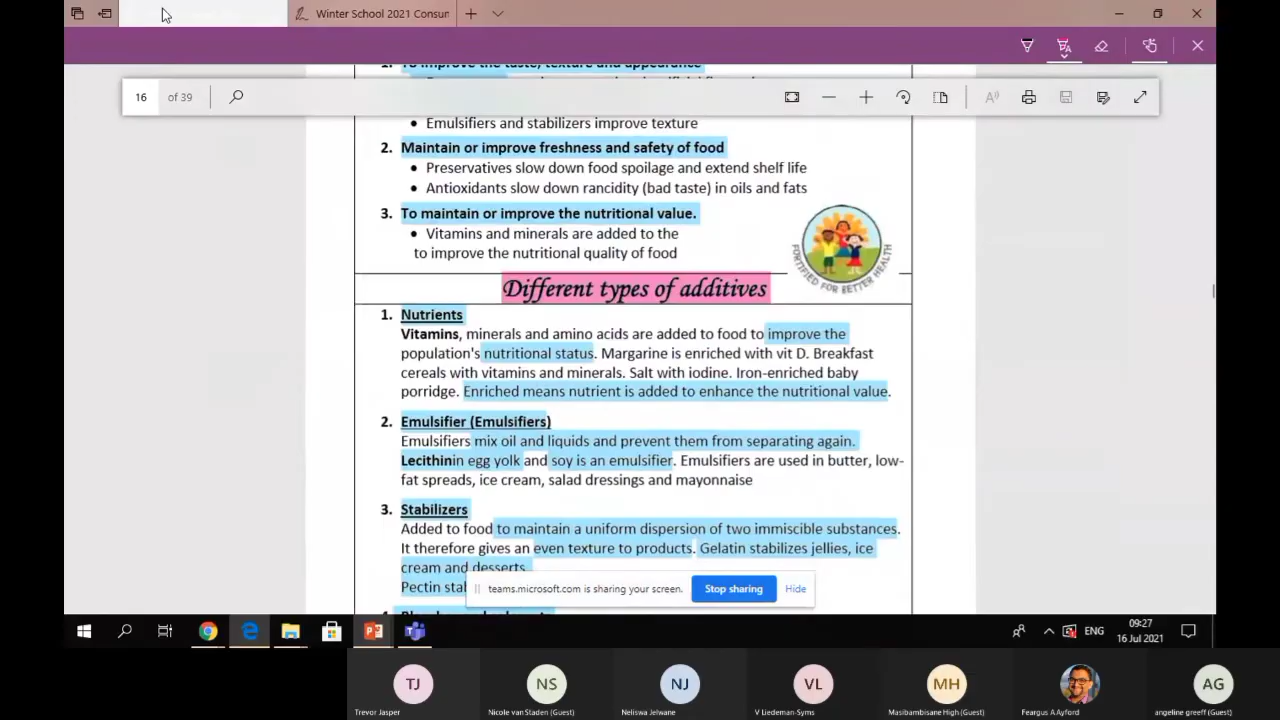 Winter School 2021 Consun
1. To improve the taste, texture and appearance
16 of 39
• Emulsifiers and stabilizers improve texture
2. Maintain or improve freshness and safety of food
• Preservatives slow down food spoilage and extend shelf life
• Antioxidants slow down rancidity (bad taste) in oils and fats
3. To maintain or improve the nutritional value.
• Vitamins and minerals are added to the
to improve the nutritional quality of food
FORTIFIED FOR BETTER HEALTH
Different types of additives
1. Nutrients
Vitamins, minerals and amino acids are added to food to improve the
population's nutritional status. Margarine is enriched with vit D. Breakfast
cereals with vitamins and minerals. Salt with iodine. Iron-enriched baby
porridge. Enriched means nutrient is added to enhance the nutritional value.
2. Emulsifier (Emulsifiers)
Emulsifiers mix oil and liquids and prevent them from separating again.
Lecithinin egg yolk and soy is an emulsifier. Emulsifiers are used in butter, low-
fat spreads, ice cream, salad dressings and mayonnaise
3. Stabilizers
Added to food to maintain a uniform dispersion of two immiscible substances.
It therefore gives an even texture to products. Gelatin stabilizes jellies, ice
cream and desserts.
Pectin stal
teams.microsoft.com is sharing your screen. Stop sharing Hide
ENG
09:27
16 Jul 2021
TJ NS NJ VL MH AG
Trevor Jasper Nicole van Staden (Guest) Neliswa Jelwane V Liedeman-Syms Masibambisane High (Guest) Feargus A Ayford angeline greeff (Guest)